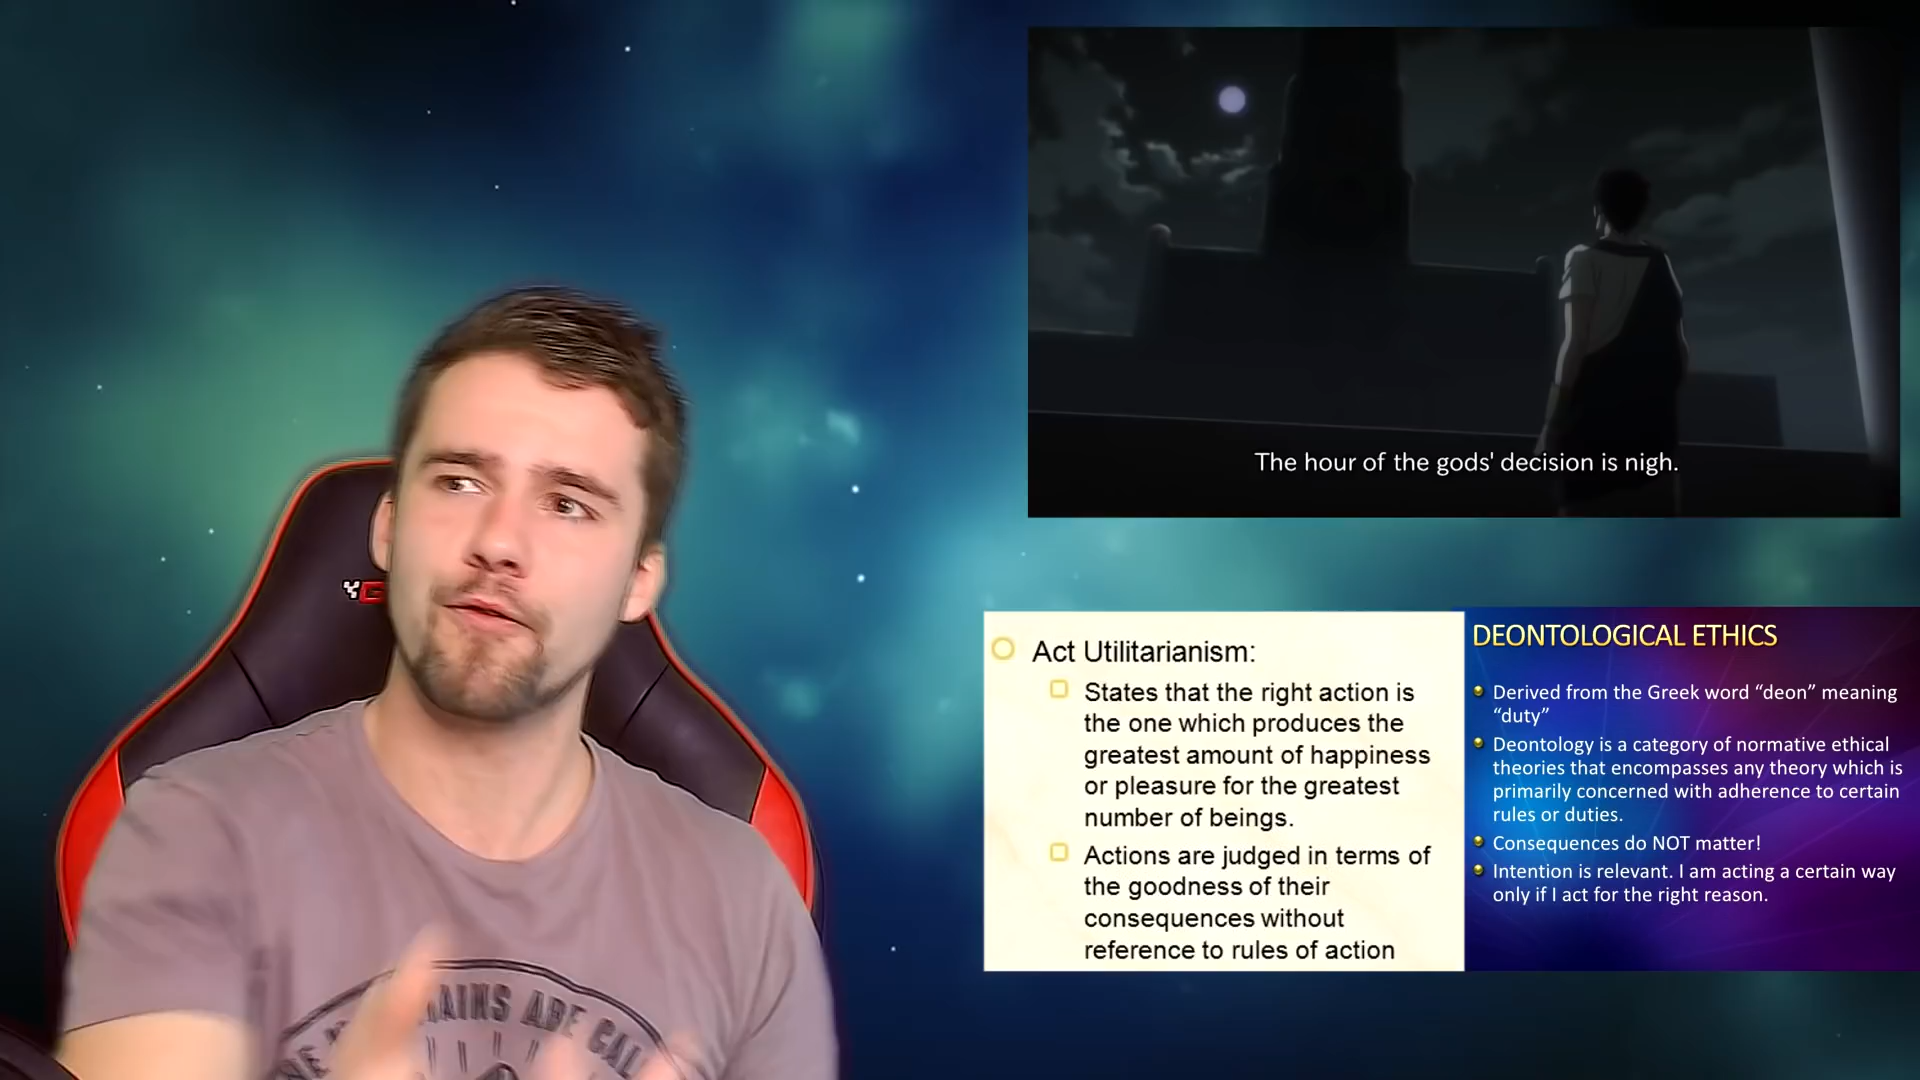 The hour of the gods' decision is nigh.
Act Utilitarianism:
States that the right action is
the one which produces the
greatest amount of happiness
or pleasure for the greatest
number of beings.
Actions are judged in terms of
the goodness of their
consequences without
reference to rules of action
DEONTOLOGICAL ETHICS
Derived from the Greek word “deon” meaning
“duty”
Deontology is a category of normative ethical
theories that encompasses any theory which is
primarily concerned with adherence to certain
rules or duties.
Consequences do NOT matter!
Intention is relevant. I am acting a certain way
only if I act for the right reason.
ARE